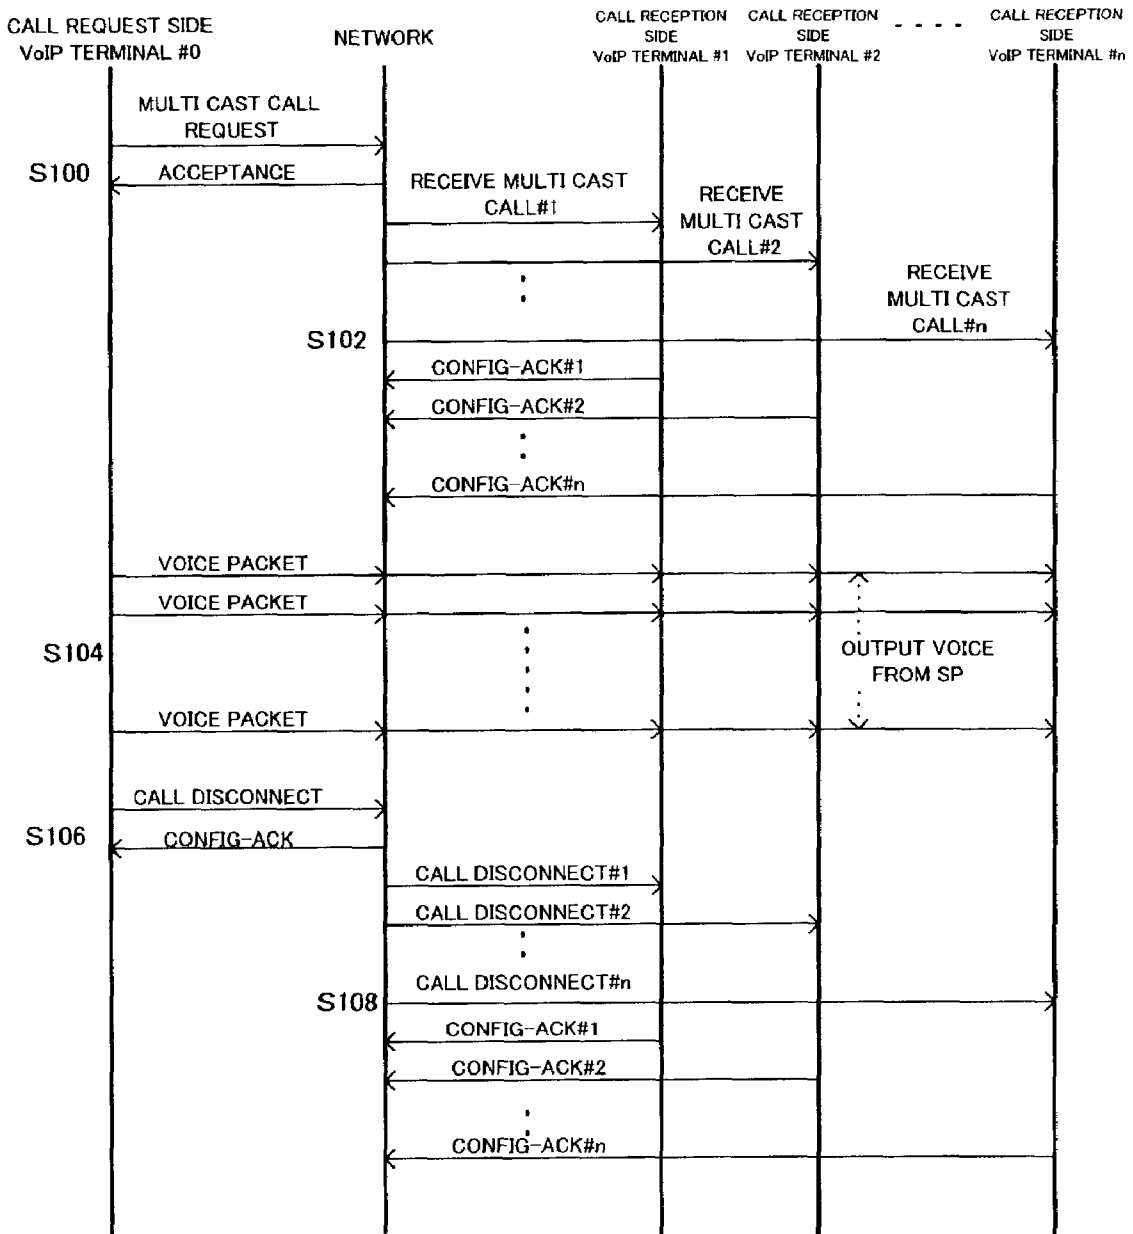 CALL REQUEST SIDE
VoIP TERMINAL #0
NETWORK
CALL RECEPTION
SIDE
VoIP TERMINAL #1
CALL RECEPTION
SIDE
VoIP TERMINAL #2
CALL RECEPTION
SIDE
VoIP TERMINAL #n
MULTI CAST CALL
REQUEST
S100
ACCEPTANCE
RECEIVE MULTI CAST
CALL#1
RECEIVE
MULTI CAST
CALL#2
RECEIVE
MULTI CAST
CALL#n
S102
CONFIG-ACK#1
CONFIG-ACK#2
CONFIG-ACK#n
VOICE PACKET
VOICE PACKET
S104
OUTPUT VOICE
FROM SP
VOICE PACKET
CALL DISCONNECT
S106
CONFIG-ACK
CALL DISCONNECT#1
CALL DISCONNECT#2
CALL DISCONNECT#n
S108
CONFIG-ACK#1
CONFIG-ACK#2
CONFIG-ACK#n